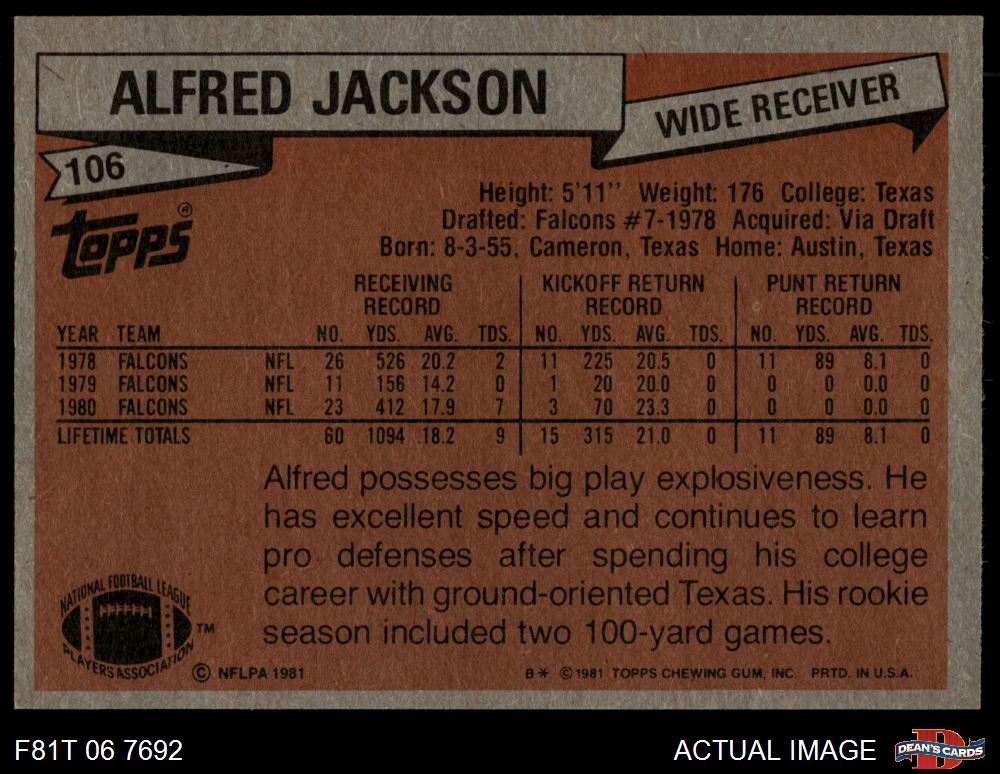 ALFRED JACKSON
WIDE RECEIVER
106
Topps®
Height: 5'11'' Weight: 176 College: Texas
Drafted: Falcons #7-1978 Acquired: Via Draft
Born: 8-3-55, Cameron, Texas Home: Austin, Texas
RECEIVING RECORD KICKOFF RETURN RECORD PUNT RETURN RECORD
YEAR TEAM NO. YDS. AVG. TDS. NO. YDS. AVG. TDS. NO. YDS. AVG. TDS.
1978 FALCONS NFL 26 526 20.2 2 11 225 20.5 0 11 89 8.1 0
1979 FALCONS NFL 11 156 14.2 0 1 20 20.0 0 0 0 0.0 0
1980 FALCONS NFL 23 412 17.9 7 3 70 23.3 0 0 0 0.0 0
LIFETIME TOTALS 60 1094 18.2 9 15 315 21.0 0 11 89 8.1 0
Alfred possesses big play explosiveness. He
has excellent speed and continues to learn
pro defenses after spending his college
career with ground-oriented Texas. His rookie
season included two 100-yard games.
NATIONAL FOOTBALL LEAGUE
PLAYERS ASSOCIATION
TM
© NFLPA 1981
B* © 1981 TOPPS CHEWING GUM, INC. PRTD. IN U.S.A.
F81T 06 7692
ACTUAL IMAGE
DEAN'S CARDS